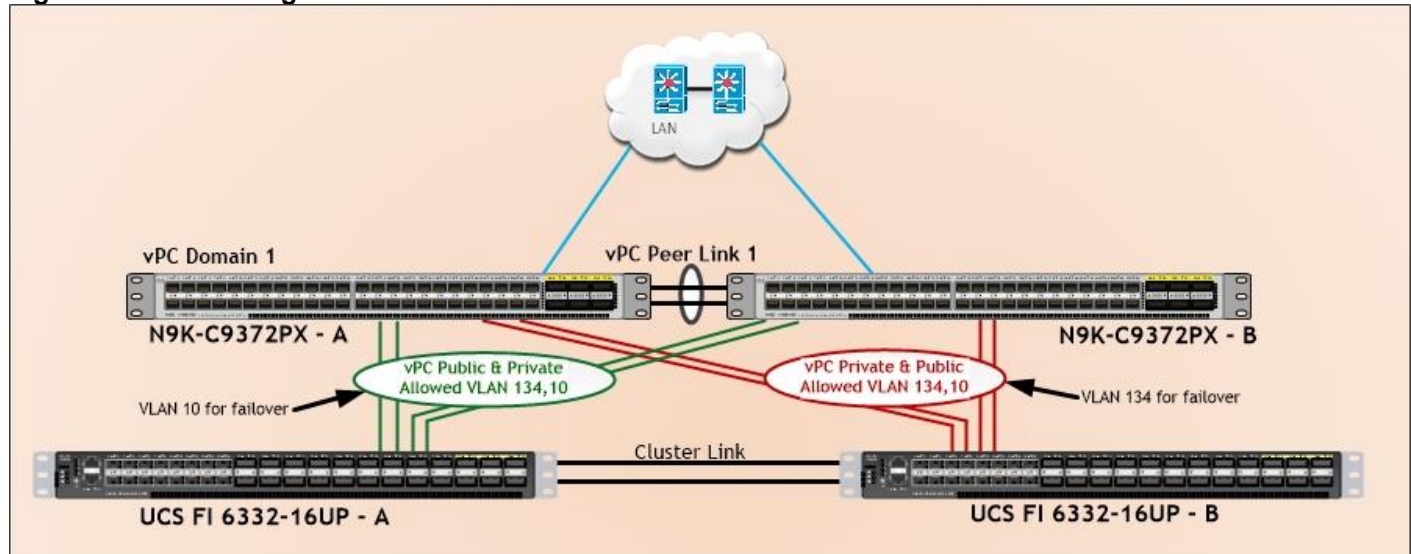 LAN
vPC Domain 1
vPC Peer Link 1
N9K-C9372PX - A
N9K-C9372PX - B
vPC Public & Private
Allowed VLAN 134,10
vPC Private & Public
Allowed VLAN 134,10
VLAN 10 for failover
VLAN 134 for failover
Cluster Link
UCS FI 6332-16UP - A
UCS FI 6332-16UP - B